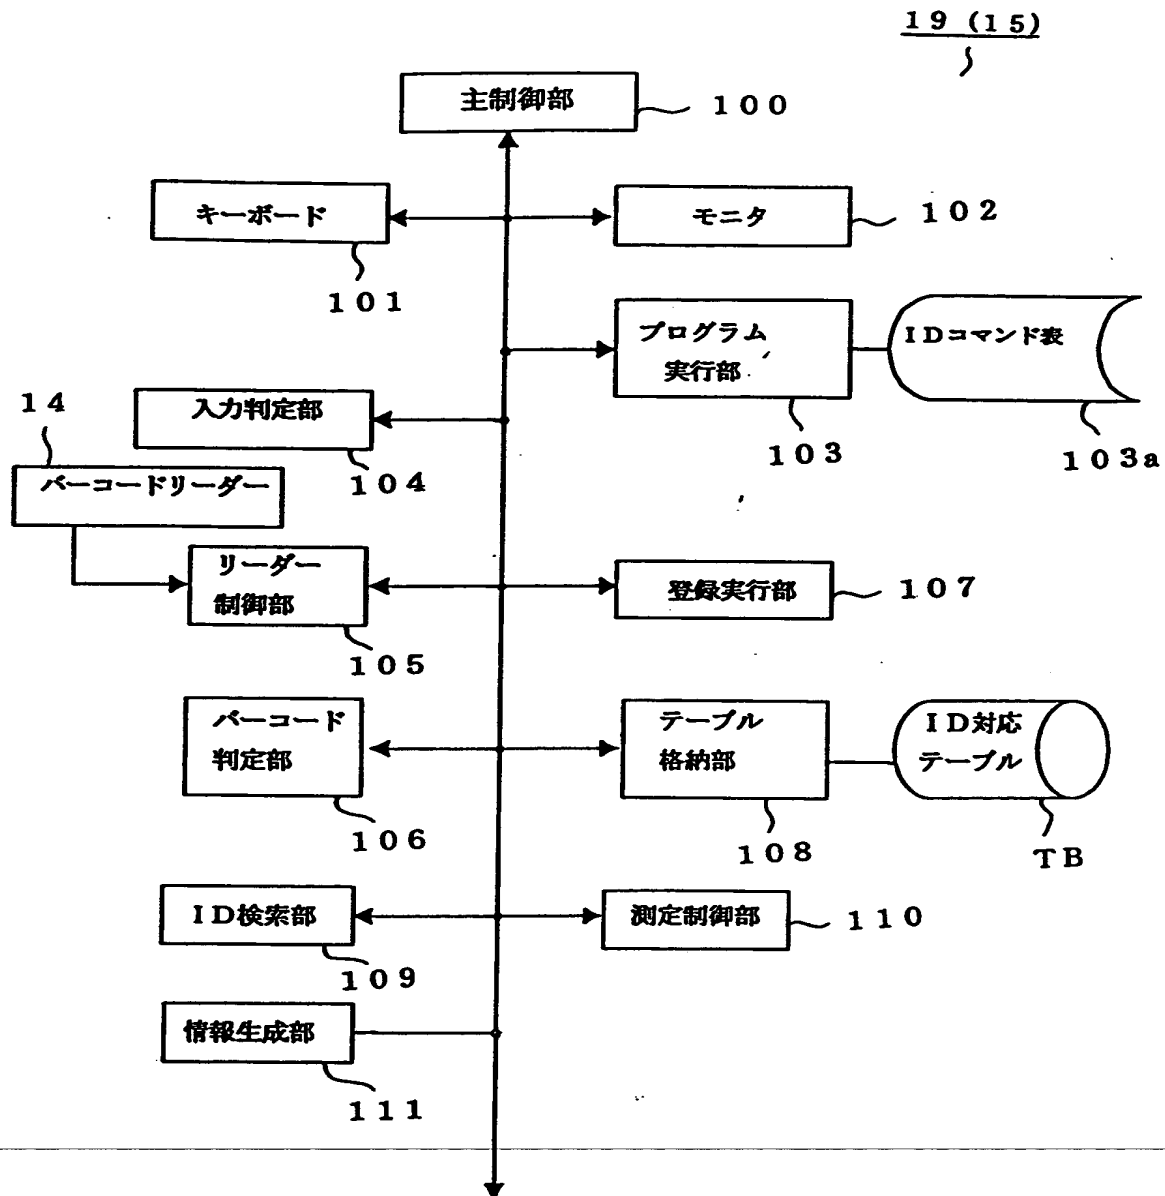 19 (15)
主制御部
100
キーボード
101
モニタ
102
プログラム
実行部
103
IDコマンド表
103a
入力判定部
104
14
バーコードリーダー
リーダー
制御部
105
登録実行部
107
バーコード
判定部
106
テーブル
格納部
108
ID対応
テーブル
TB
ID検索部
109
測定制御部
110
情報生成部
111